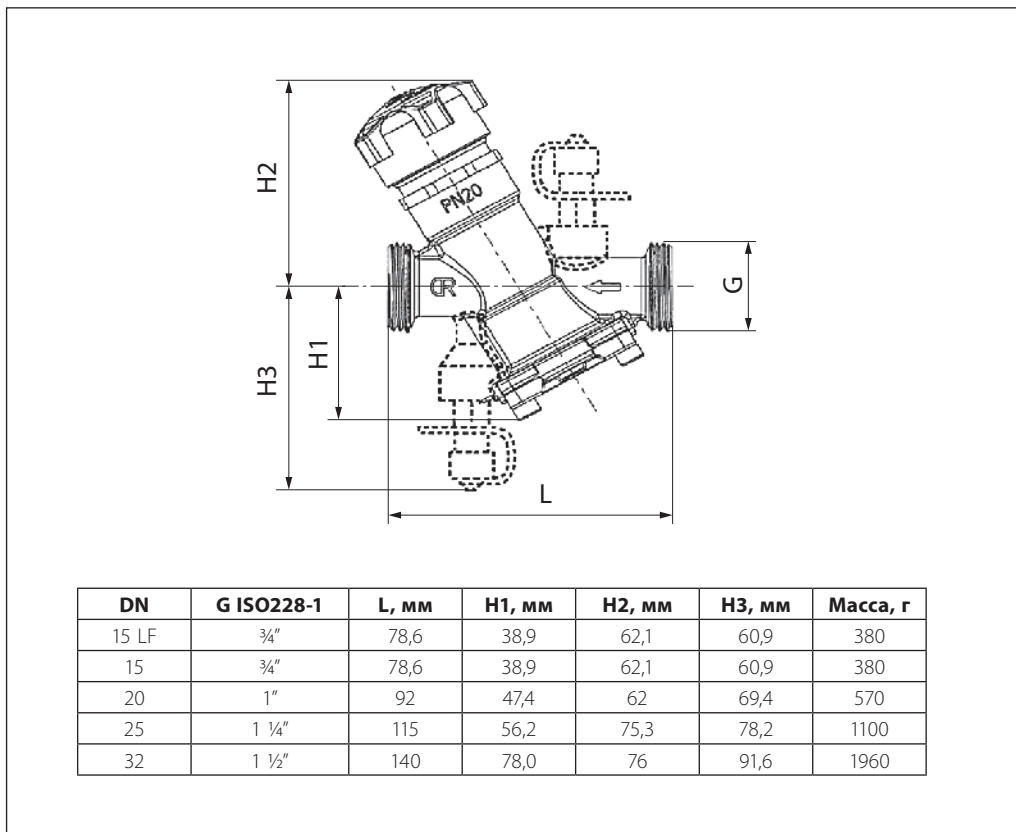 H2
PN20
G
H1
H3
L
DN G ISO228-1 L, мм H1, мм H2, мм H3, мм Масса, г
15 LF ¾" 78,6 38,9 62,1 60,9 380
15 ¾" 78,6 38,9 62,1 60,9 380
20 1" 92 47,4 62 69,4 570
25 1 ¼" 115 56,2 75,3 78,2 1100
32 1 ½" 140 78,0 76 91,6 1960